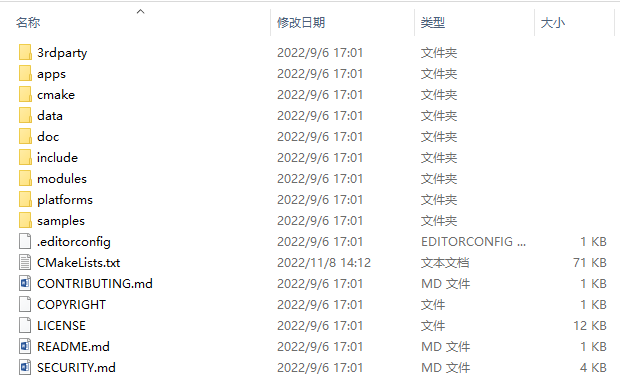 名称 修改日期 类型 大小
3rdparty 2022/9/6 17:01 文件夹
apps 2022/9/6 17:01 文件夹
cmake 2022/9/6 17:01 文件夹
data 2022/9/6 17:01 文件夹
doc 2022/9/6 17:01 文件夹
include 2022/9/6 17:01 文件夹
modules 2022/9/6 17:01 文件夹
platforms 2022/9/6 17:01 文件夹
samples 2022/9/6 17:01 文件夹
.editorconfig 2022/9/6 17:01 EDITORCONFIG ... 1 KB
CMakeLists.txt 2022/11/8 14:12 文本文档 71 KB
CONTRIBUTING.md 2022/9/6 17:01 MD 文件 1 KB
COPYRIGHT 2022/9/6 17:01 文件 1 KB
LICENSE 2022/9/6 17:01 文件 12 KB
README.md 2022/9/6 17:01 MD 文件 1 KB
SECURITY.md 2022/9/6 17:01 MD 文件 4 KB